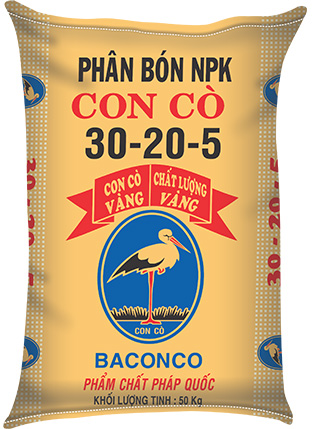 PHÂN BÓN NPK
CON CÒ
30-20-5
CON CÒ VÀNG
CHẤT LƯỢNG VÀNG
CON CÒ
BACONCO
PHẨM CHẤT PHÁP QUỐC
KHỐI LƯỢNG TỊNH : 50 Kg
30-20-5